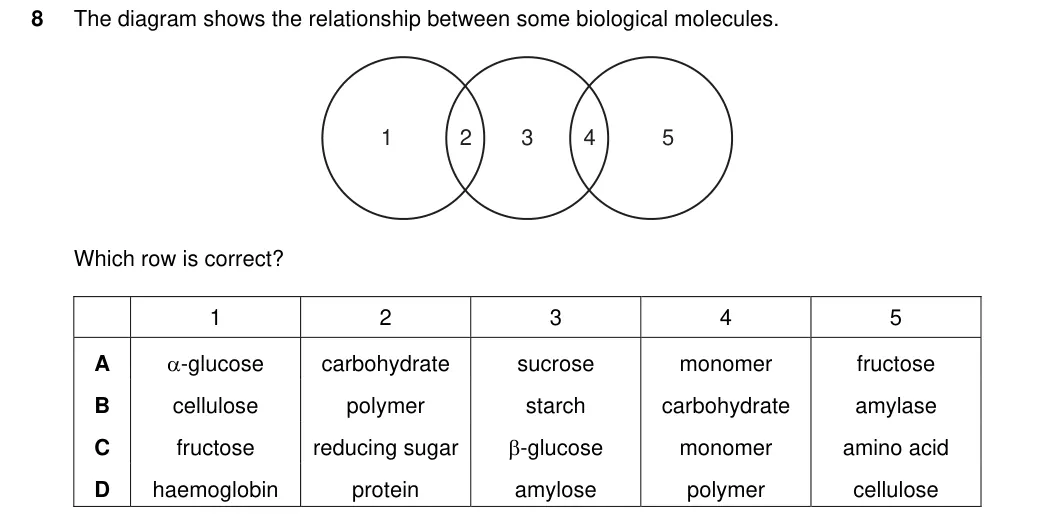 8 The diagram shows the relationship between some biological molecules.
1 2 3 4 5
Which row is correct?
1 2 3 4 5
A α-glucose carbohydrate sucrose monomer fructose
B cellulose polymer starch carbohydrate amylase
C fructose reducing sugar β-glucose monomer amino acid
D haemoglobin protein amylose polymer cellulose